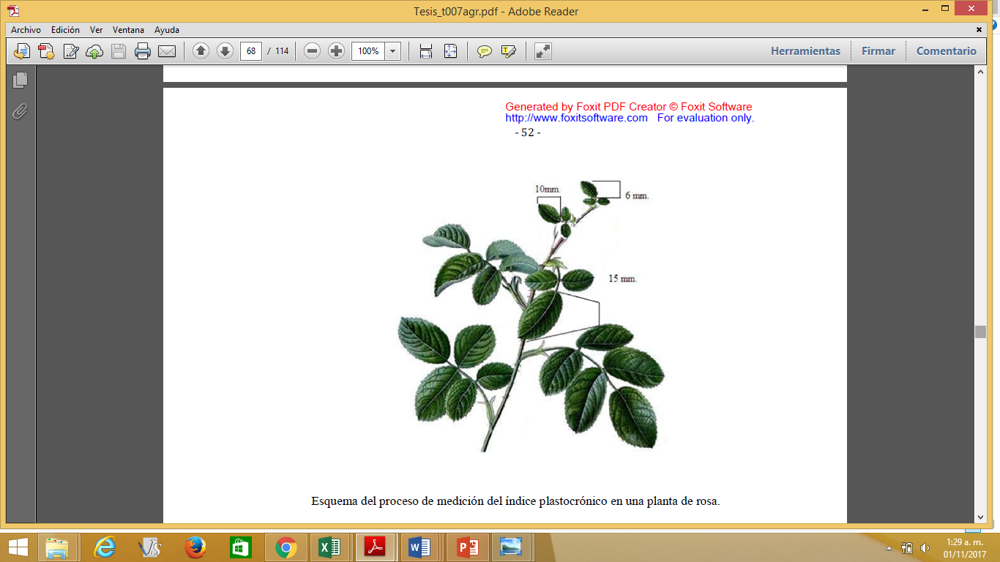 Tesis_t007agr.pdf - Adobe Reader
Archivo Edición Ver Ventana Ayuda
68 / 114 100% Herramientas Firmar Comentario
Generated by Foxit PDF Creator © Foxit Software
http://www.foxitsoftware.com For evaluation only.
- 52 -
10mm.
6 mm.
15 mm.
Esquema del proceso de medición del índice plastocrónico en una planta de rosa.
1:29 a. m.
01/11/2017